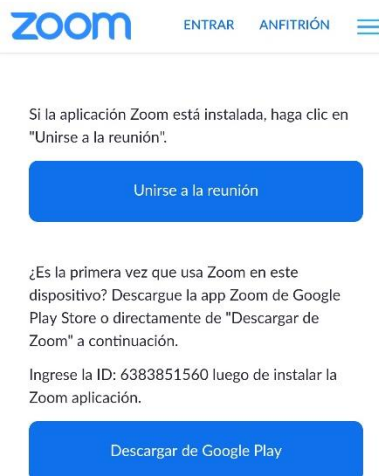 zoom ENTRAR ANFITRIÓN
Si la aplicación Zoom está instalada, haga clic en
"Unirse a la reunión".
Unirse a la reunión
¿Es la primera vez que usa Zoom en este
dispositivo? Descargue la app Zoom de Google
Play Store o directamente de "Descargar de
Zoom" a continuación.
Ingrese la ID: 6383851560 luego de instalar la
Zoom aplicación.
Descargar de Google Play